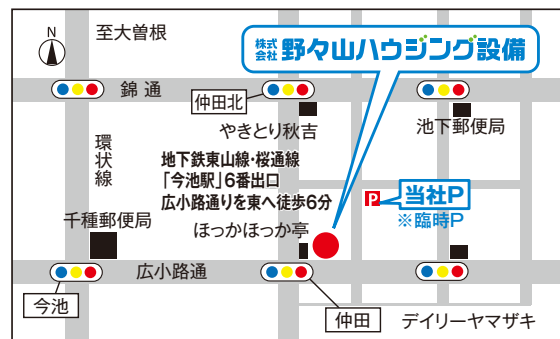 N
至大曽根
株式会社 野々山ハウジング設備
錦通
仲田北
環状線
やきとり秋吉
池下郵便局
地下鉄東山線・桜通線
「今池駅」6番出口
広小路通りを東へ徒歩6分
P 当社P
※臨時P
千種郵便局
ほっかほっか亭
広小路通
今池
仲田
デイリーヤマザキ